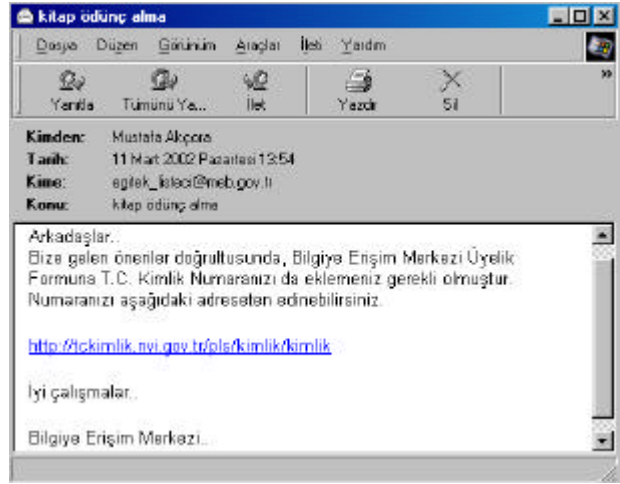 kitap ödünç alma
Dosya Düzen Görünüm Araçlar İleti Yardım
Yanıtla Tümünü Ya... İlet Yazdır Sil »
Kimden: Mustafa Akçora
Tarih: 11 Mart 2002 Pazartesi 13:54
Kime: egitek_listeci@meb.gov.tr
Konu: kitap ödünç alma
Arkadaşlar..
Bize gelen öneriler doğrultusunda, Bilgiye Erişim Merkezi Üyelik
Formuna T.C. Kimlik Numaranızı da eklemeniz gerekli olmuştur.
Numaranızı aşağıdaki adreseten edinebilirsiniz.
http://tckimlik.nvi.gov.tr/pls/kimlik/kimlik
İyi çalışmalar..
Bilgiye Erişim Merkezi..